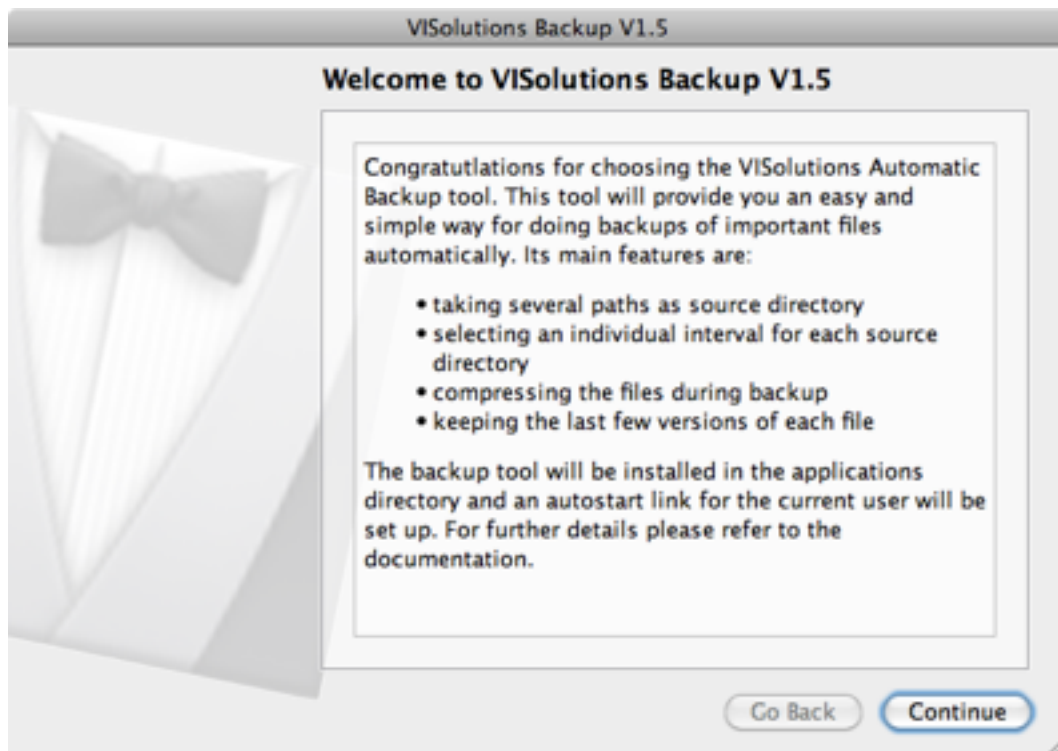 VISolutions Backup V1.5
Welcome to VISolutions Backup V1.5
Congratutlations for choosing the VISolutions Automatic
Backup tool. This tool will provide you an easy and
simple way for doing backups of important files
automatically. Its main features are:
• taking several paths as source directory
• selecting an individual interval for each source
directory
• compressing the files during backup
• keeping the last few versions of each file
The backup tool will be installed in the applications
directory and an autostart link for the current user will be
set up. For further details please refer to the
documentation.
Go Back
Continue